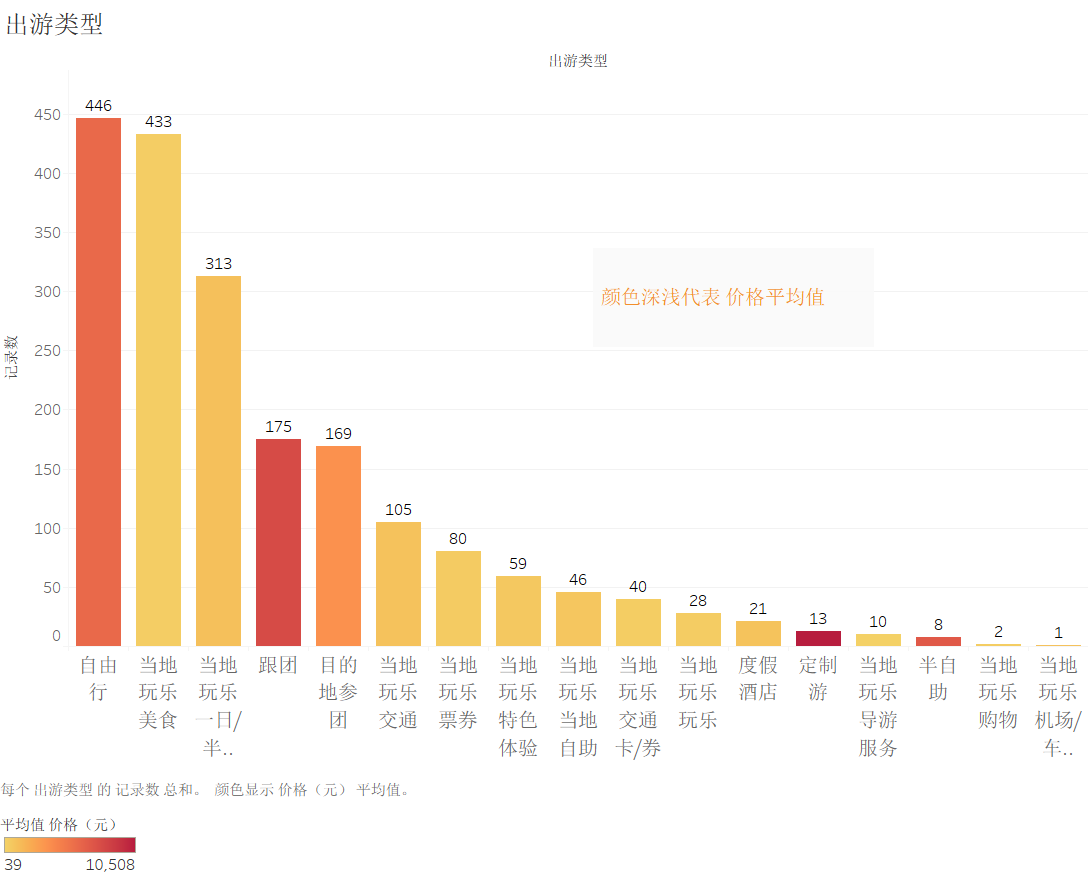 出游类型
出游类型
记录数
450
400
350
300
250
200
150
100
50
0
446
433
313
175
169
105
80
59
46
40
28
21
13
10
8
2
1
颜色深浅代表 价格平均值
自由
行
当地
玩乐
美食
当地
玩乐
一日/
半..
跟团
目的
地参
团
当地
玩乐
交通
当地
玩乐
票券
当地
玩乐
特色
体验
当地
玩乐
当地
自助
当地
玩乐
交通
卡/券
当地
玩乐
玩乐
度假
酒店
定制
游
当地
玩乐
导游
服务
半自
助
当地
玩乐
购物
当地
玩乐
机场/
车..
每个 出游类型 的 记录数 总和。 颜色显示 价格（元） 平均值。
平均值 价格（元）
39
10,508